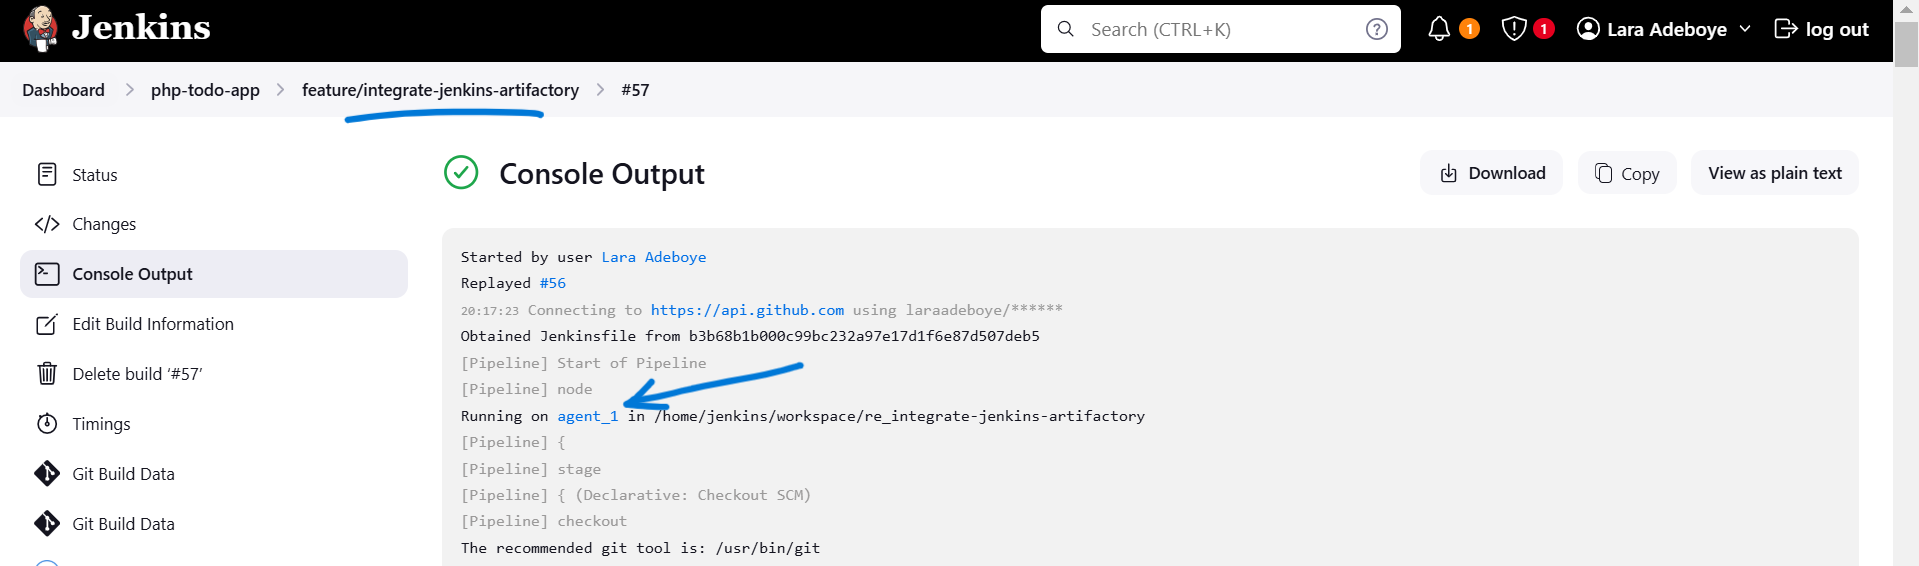 Jenkins
Search (CTRL+K)
?
1
1
Lara Adeboye
log out
Dashboard > php-todo-app > feature/integrate-jenkins-artifactory > #57
Status
Changes
Console Output
Edit Build Information
Delete build ‘#57’
Timings
Git Build Data
Git Build Data
Console Output
Download
Copy
View as plain text
Started by user Lara Adeboye
Replayed #56
20:17:23 Connecting to https://api.github.com using laraadeboye/******
Obtained Jenkinsfile from b3b68b1b000c99bc232a97e17d1f6e87d507deb5
[Pipeline] Start of Pipeline
[Pipeline] node
Running on agent_1 in /home/jenkins/workspace/re_integrate-jenkins-artifactory
[Pipeline] {
[Pipeline] stage
[Pipeline] { (Declarative: Checkout SCM)
[Pipeline] checkout
The recommended git tool is: /usr/bin/git